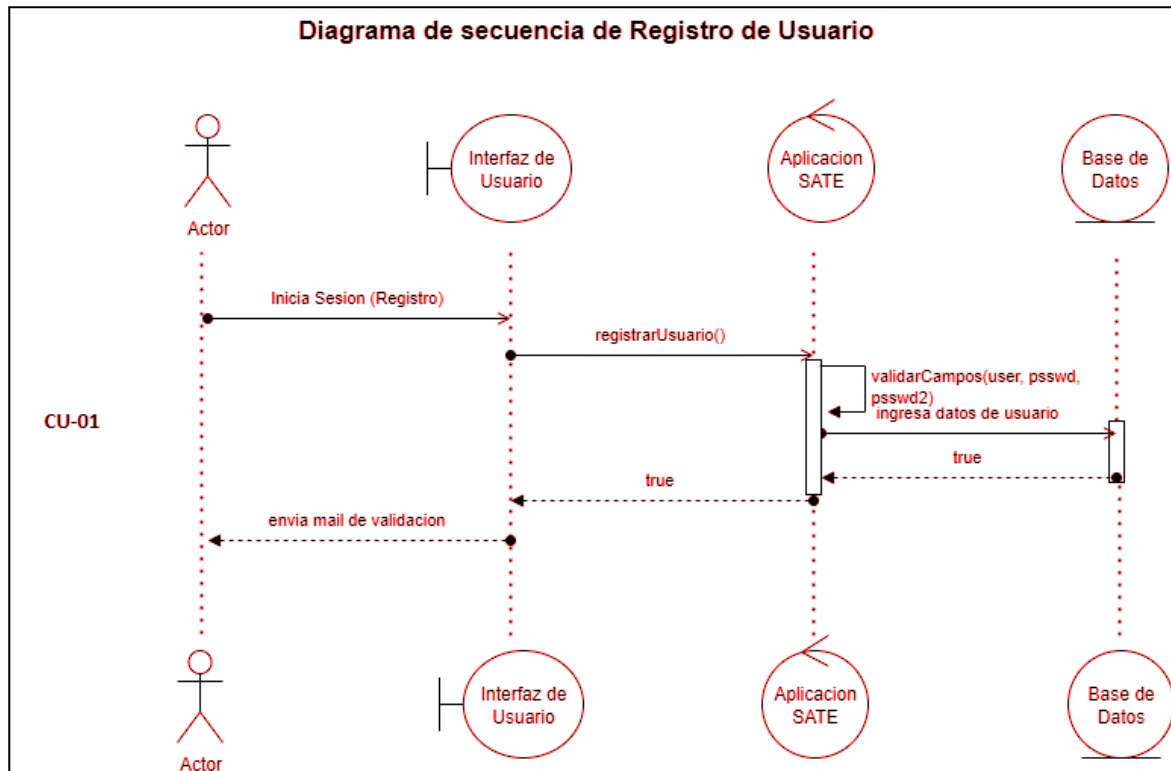 Diagrama de secuencia de Registro de Usuario
Actor
Interfaz de
Usuario
Aplicacion
SATE
Base de
Datos
Inicia Sesion (Registro)
registrarUsuario()
validarCampos(user, psswd,
psswd2)
CU-01
ingresa datos de usuario
true
true
envia mail de validacion
Actor
Interfaz de
Usuario
Aplicacion
SATE
Base de
Datos